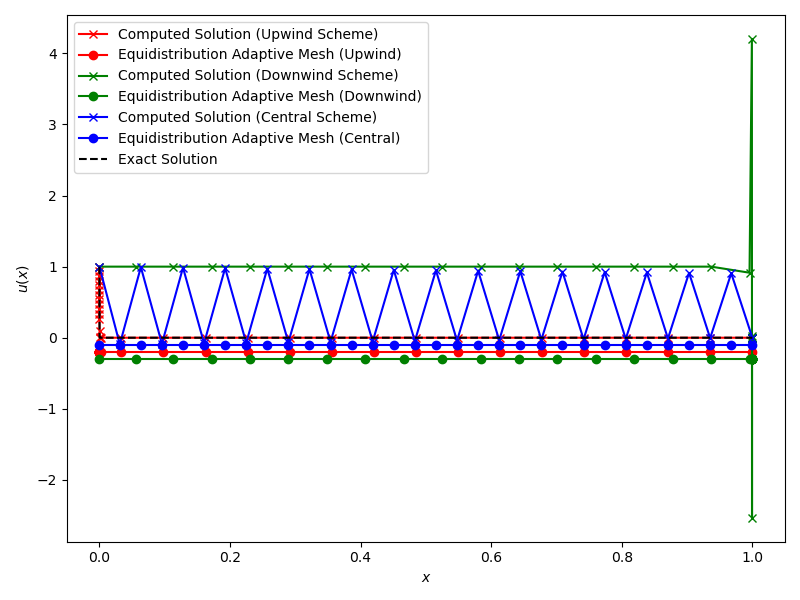 Computed Solution (Upwind Scheme)
Equidistribution Adaptive Mesh (Upwind)
Computed Solution (Downwind Scheme)
Equidistribution Adaptive Mesh (Downwind)
Computed Solution (Central Scheme)
Equidistribution Adaptive Mesh (Central)
Exact Solution
4
3
2
1
0
−1
−2
u(x)
0.0 0.2 0.4 0.6 0.8 1.0
x